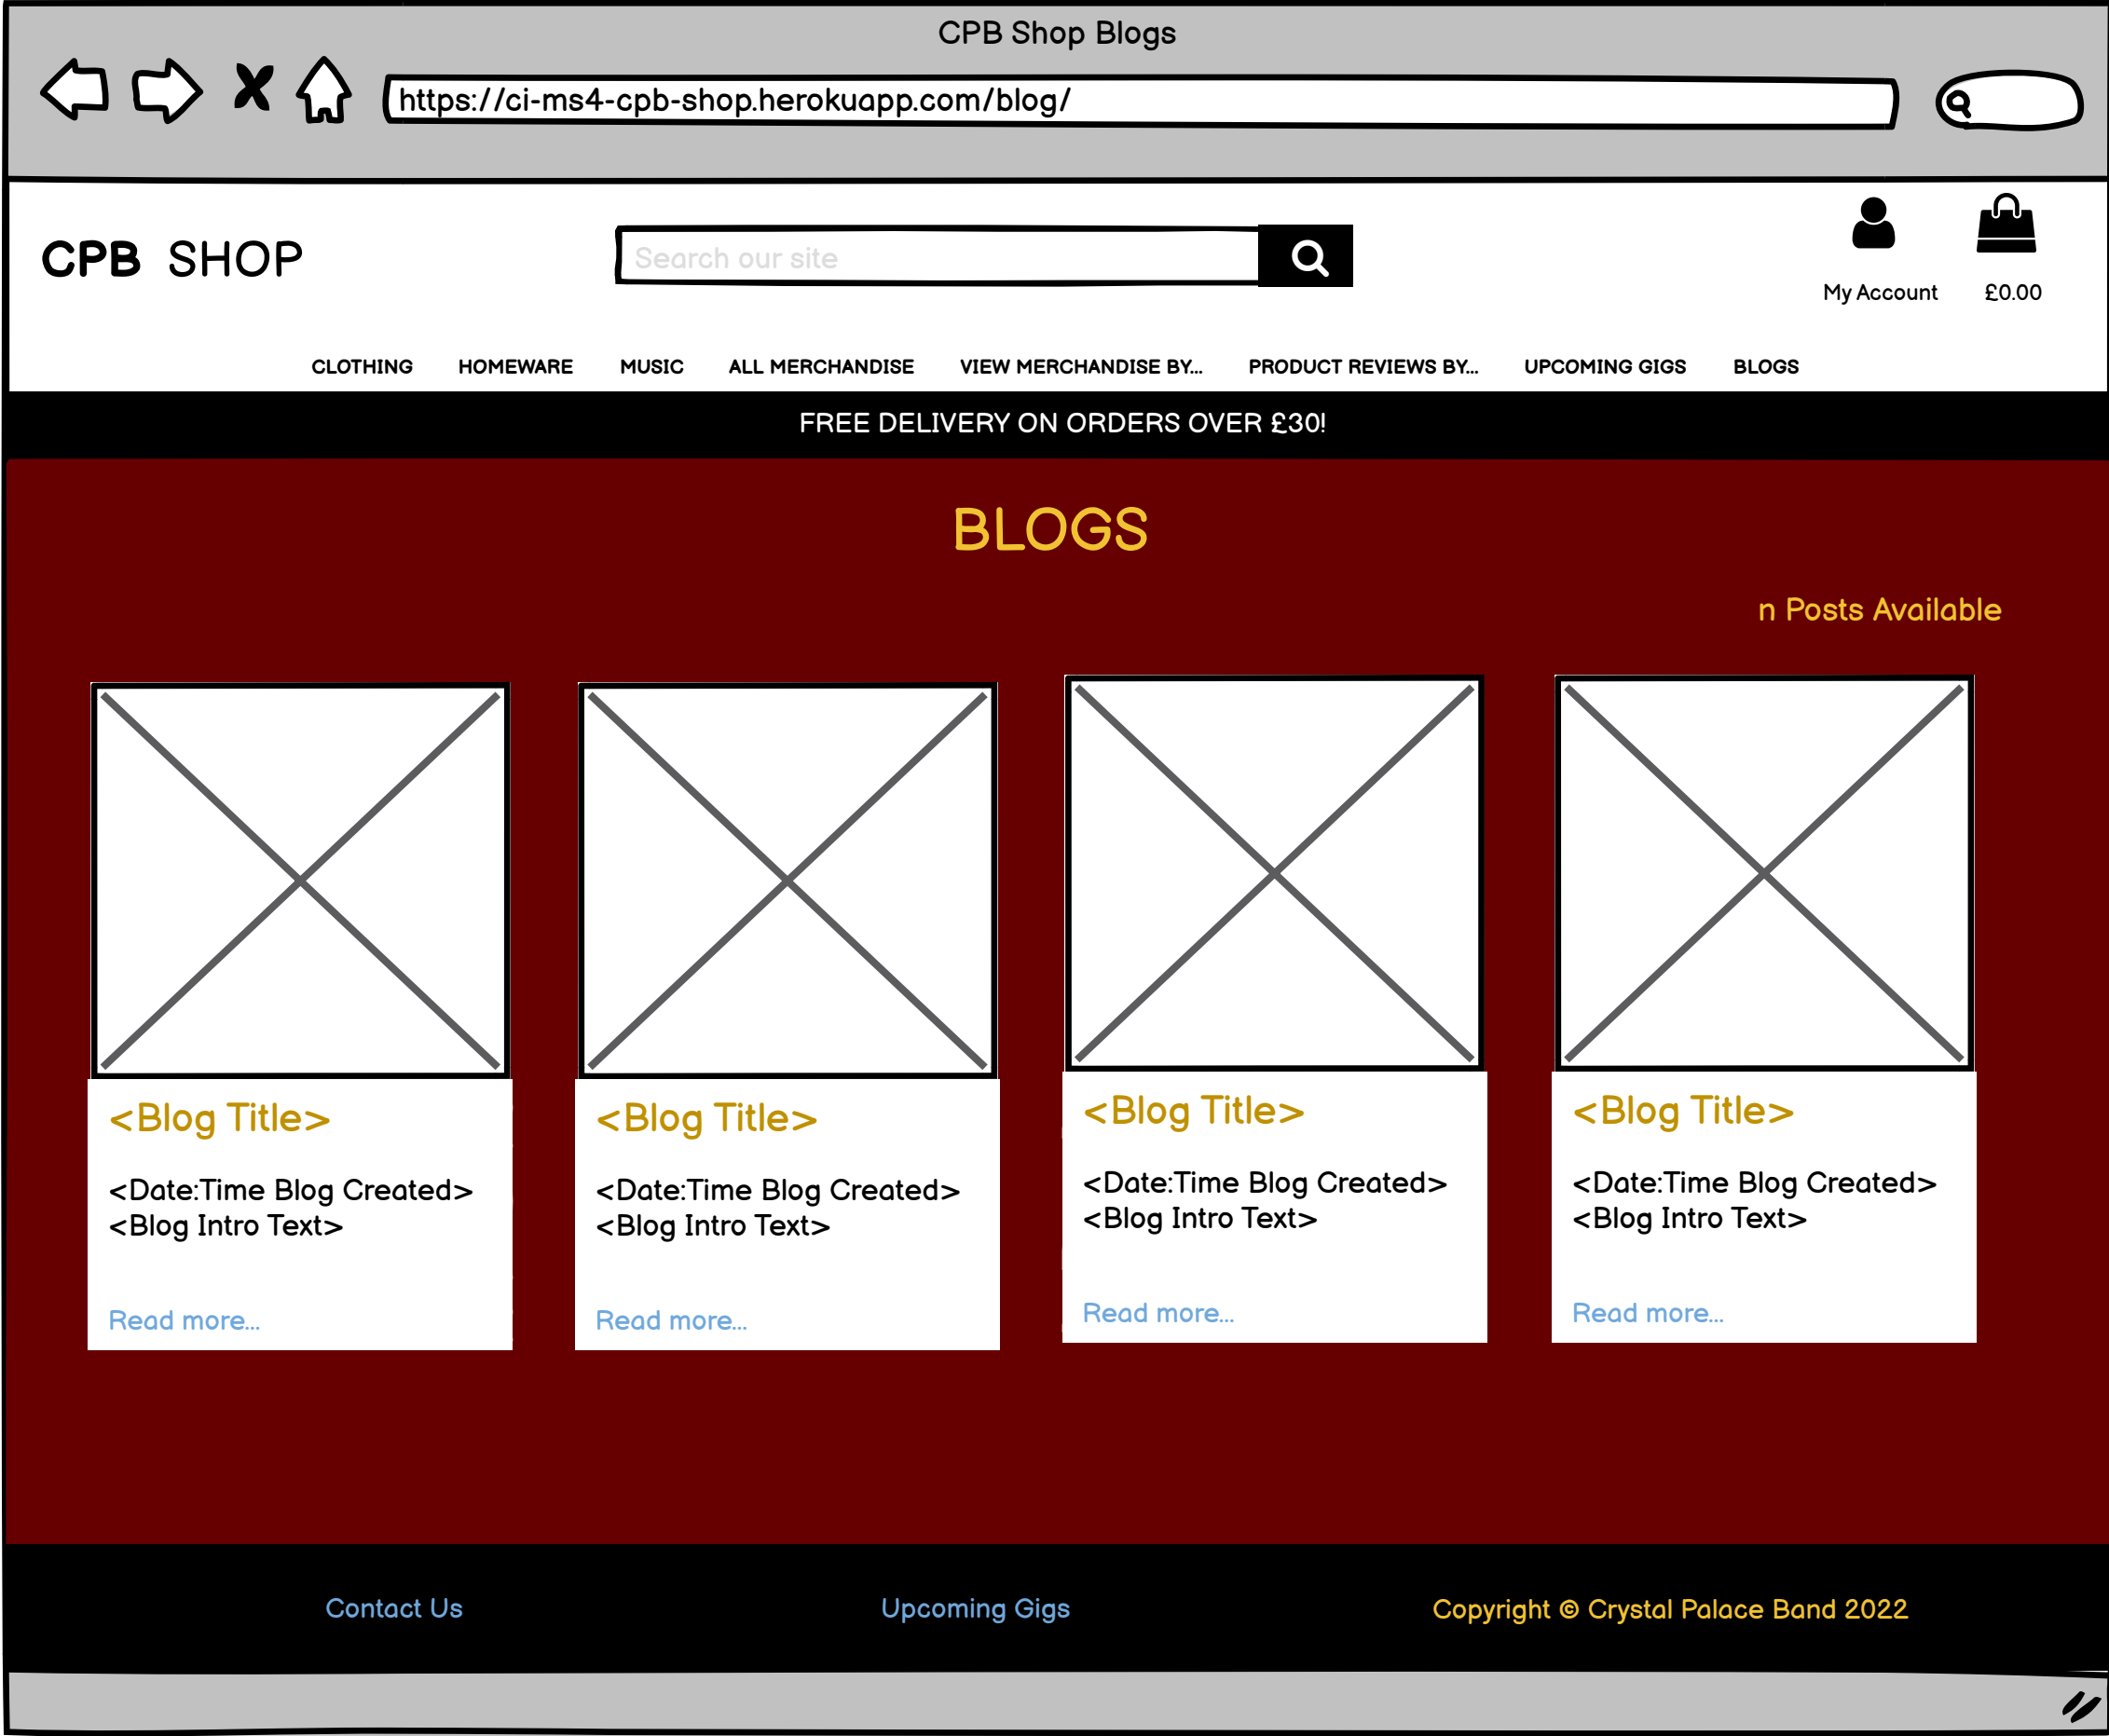 CPB Shop Blogs
https://ci-ms4-cpb-shop.herokuapp.com/blog/
CPB SHOP
Search our site
My Account £0.00
CLOTHING HOMEWARE MUSIC ALL MERCHANDISE VIEW MERCHANDISE BY... PRODUCT REVIEWS BY... UPCOMING GIGS BLOGS
FREE DELIVERY ON ORDERS OVER £30!
BLOGS
n Posts Available
<Blog Title>
<Date:Time Blog Created>
<Blog Intro Text>
Read more...
<Blog Title>
<Date:Time Blog Created>
<Blog Intro Text>
Read more...
<Blog Title>
<Date:Time Blog Created>
<Blog Intro Text>
Read more...
<Blog Title>
<Date:Time Blog Created>
<Blog Intro Text>
Read more...
Contact Us Upcoming Gigs Copyright © Crystal Palace Band 2022